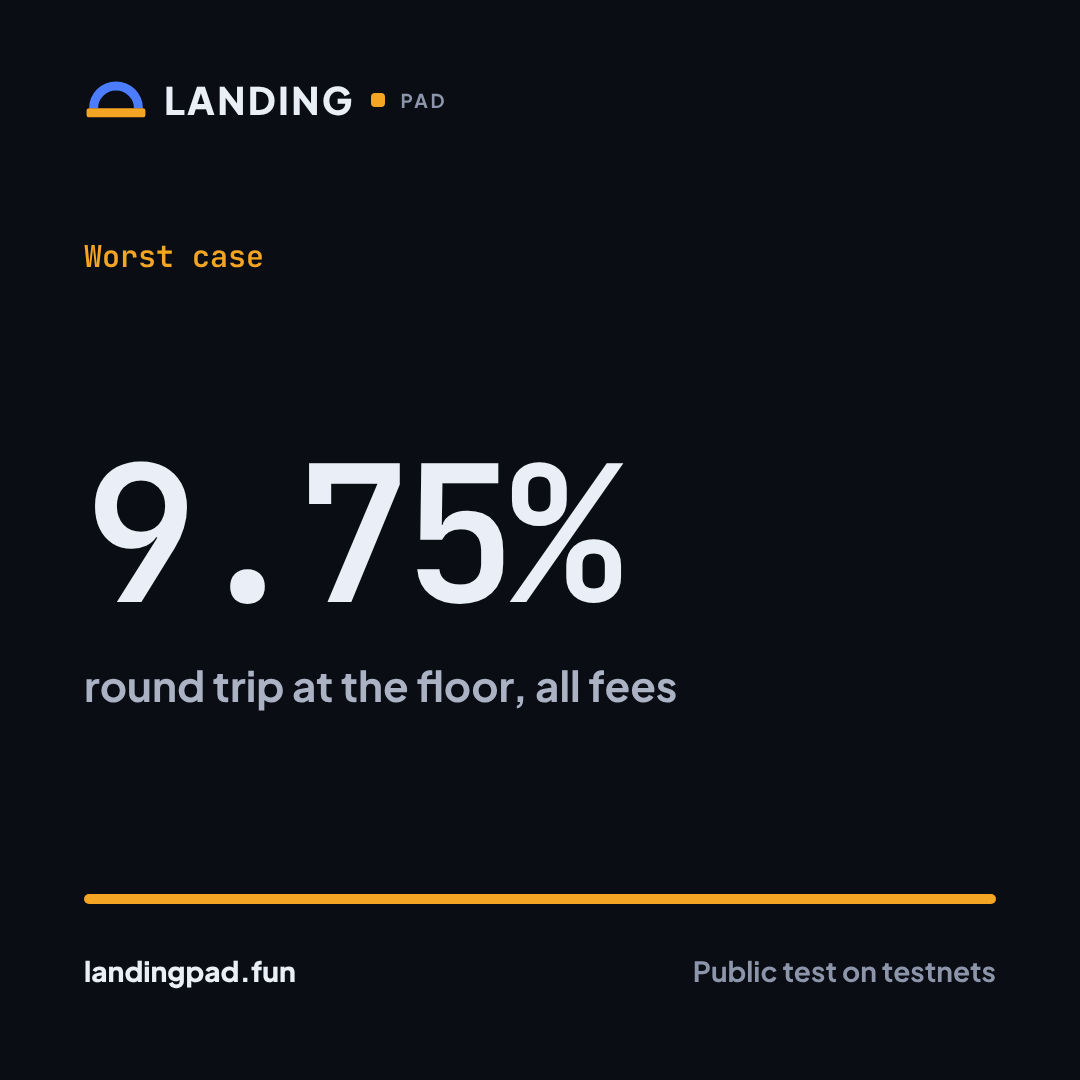 LANDING PAD
Worst case
9.75%
round trip at the floor, all fees
landingpad.fun
Public test on testnets